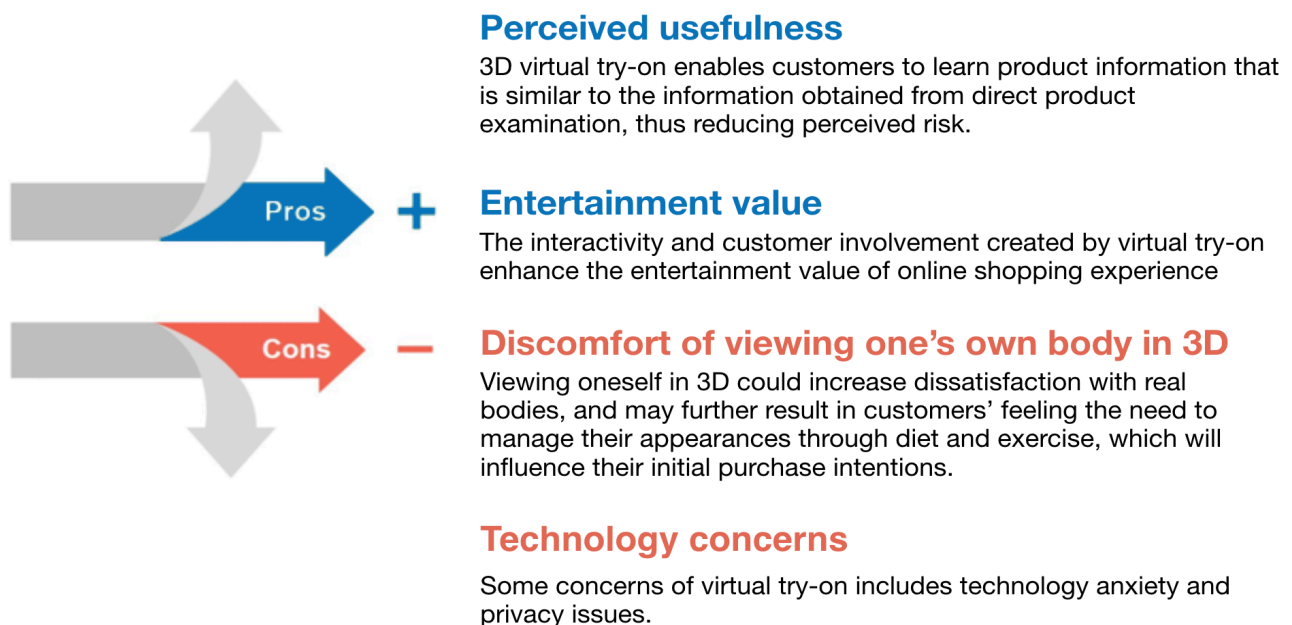 Perceived usefulness
3D virtual try-on enables customers to learn product information that
is similar to the information obtained from direct product
examination, thus reducing perceived risk.
Pros
+
Entertainment value
The interactivity and customer involvement created by virtual try-on
enhance the entertainment value of online shopping experience
Cons
−
Discomfort of viewing one’s own body in 3D
Viewing oneself in 3D could increase dissatisfaction with real
bodies, and may further result in customers’ feeling the need to
manage their appearances through diet and exercise, which will
influence their initial purchase intentions.
Technology concerns
Some concerns of virtual try-on includes technology anxiety and
privacy issues.